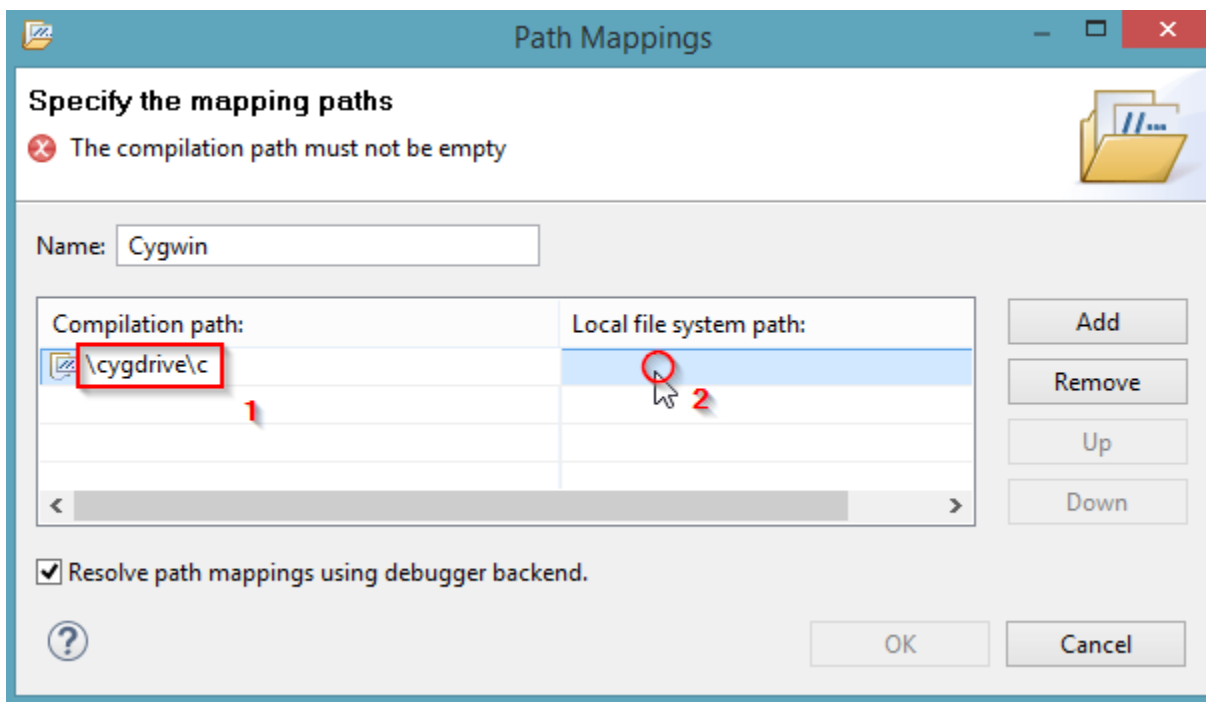 Path Mappings
Specify the mapping paths
The compilation path must not be empty
//...
Name: Cygwin
Compilation path: Local file system path:
\cygdrive\c
1
2
Add
Remove
Up
Down
Resolve path mappings using debugger backend.
?
OK Cancel